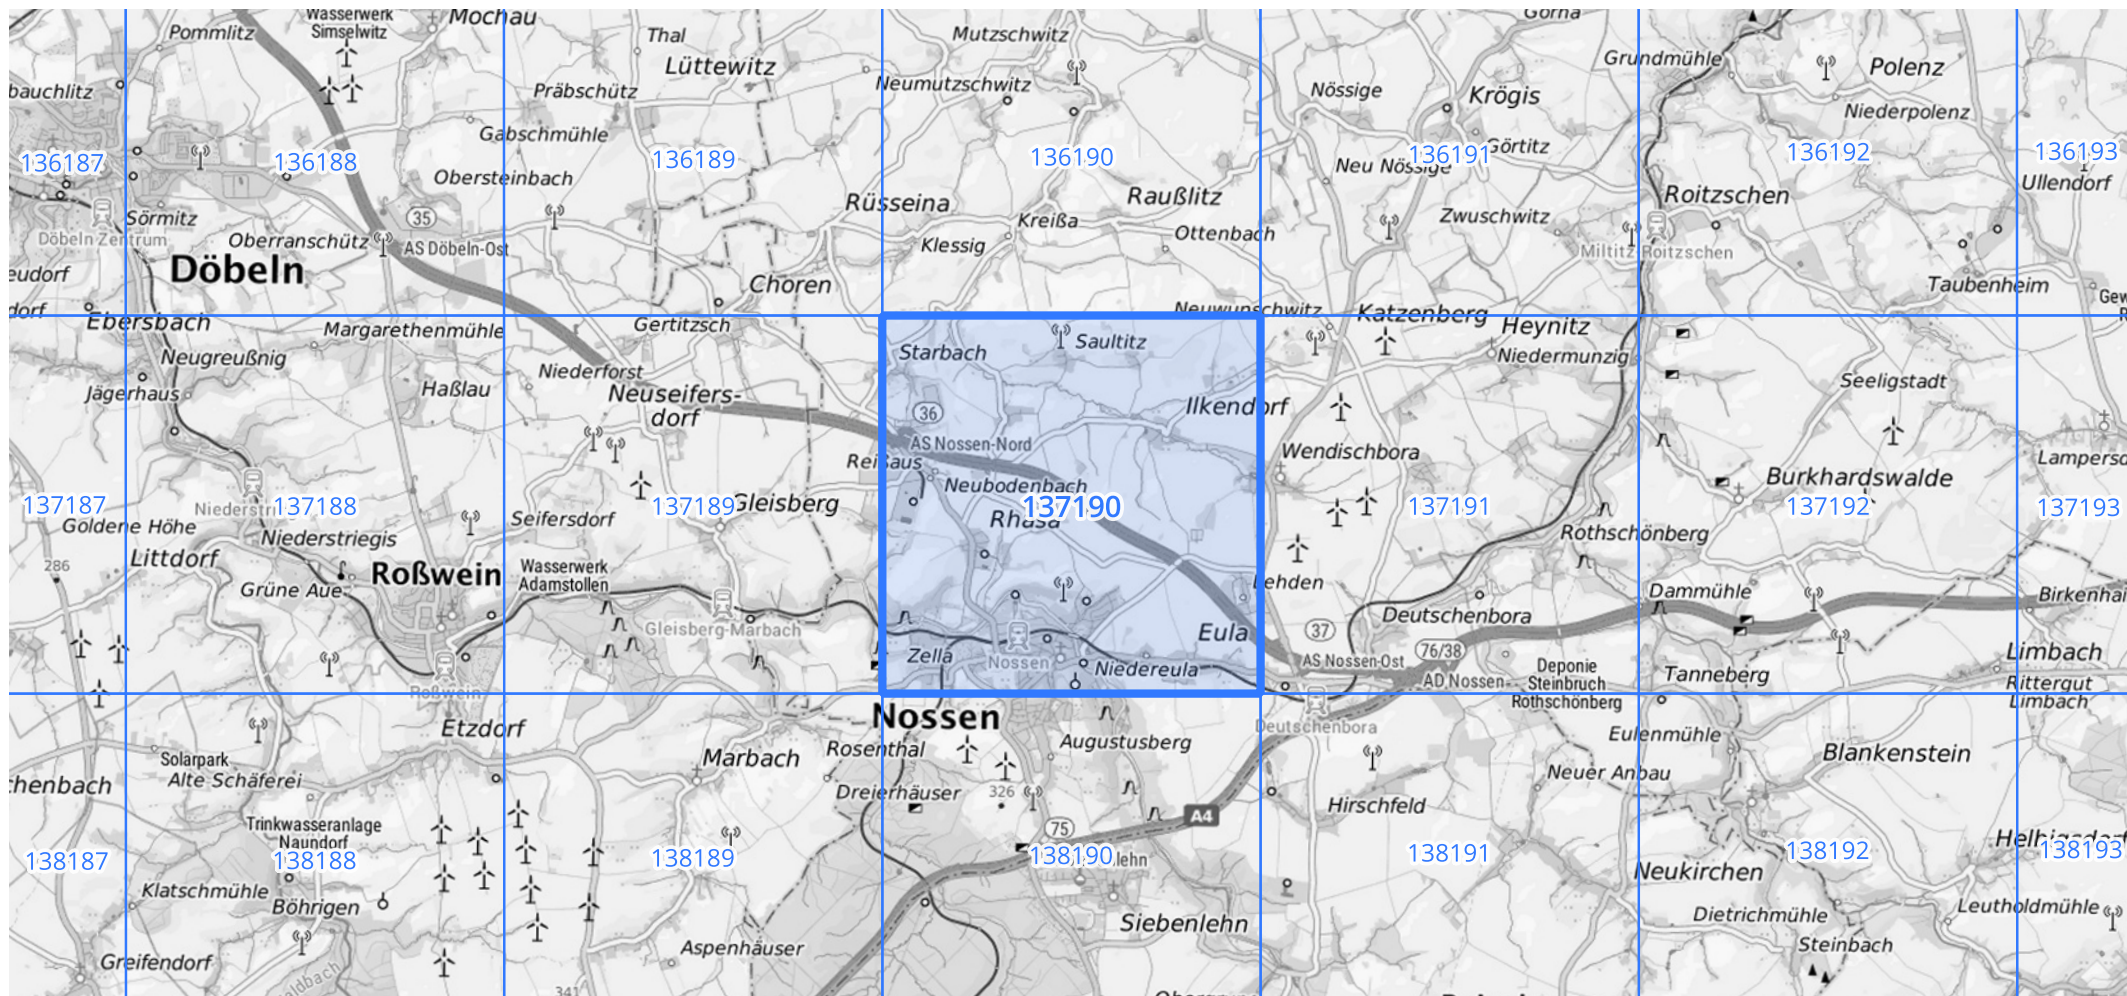 Pommlitz
Wasserwerk
Simselwitz
Mochau
Thal
Lüttewitz
Mutzschwitz
Görna
Grundmühle
Polenz
bauchlitz
Präbschütz
Neumutzschwitz
Nössige
Krögis
Niederpolenz
Gabschmühle
Görtitz
136187
136188
136189
136190
136191
136192
136193
Neu Nössige
Obersteinbach
Ullendorf
Sörmitz
35
Rüsseina
Raußlitz
Roitzschen
Döbeln Zentrum
Oberranschütz
AS Döbeln-Ost
Klessig
Kreißa
Ottenbach
Zwuschwitz
Miltitz-Roitzschen
eudorf
Döbeln
Choren
Taubenheim
dorf
Ebersbach
Margarethenmühle
Gertitzsch
Neuwunschwitz
Katzenberg
Heynitz
Neugreußnig
Starbach
Saultitz
Niedermunzig
Jägerhaus
Haßlau
Niederforst
Neuseifers-
dorf
36
Ilkendorf
Seeligstadt
AS Nossen-Nord
Reißaus
Wendischbora
Lampersd
Neubodenbach
Burkhardswalde
137187
137188
137189
137190
137191
137192
137193
Gleisberg
Goldene Höhe
Seifersdorf
Rhäsa
Niederstri
Niederstriegis
Rothschönberg
Littdorf
286
Grüne Aue
Roßwein
Wasserwerk
Adamstollen
Lehden
Dammühle
Birkenhai
Gleisberg-Marbach
Deutschenbora
Eula
37
76/38
Zella
Nossen
Niedereula
AS Nossen-Ost
AD Nossen
Deponie
Steinbruch
Rothschönberg
Tanneberg
Limbach
Rittergut
Limbach
Roßwein
Nossen
Etzdorf
Deutschenbora
Solarpark
Alte Schäferei
Marbach
Rosenthal
Augustusberg
Eulenmühle
Blankenstein
chenbach
Dreierhäuser
326
Neuer Anbau
Hirschfeld
A4
75
Trinkwasseranlage
Naundorf
138187
138188
138189
138190
lehn
138191
138192
138193
Helbigsdorf
Klatschmühle
Böhrigen
Neukirchen
Dietrichmühle
Leutholdmühle
Siebenlehn
Steinbach
Greifendorf
Aspenhäuser
341